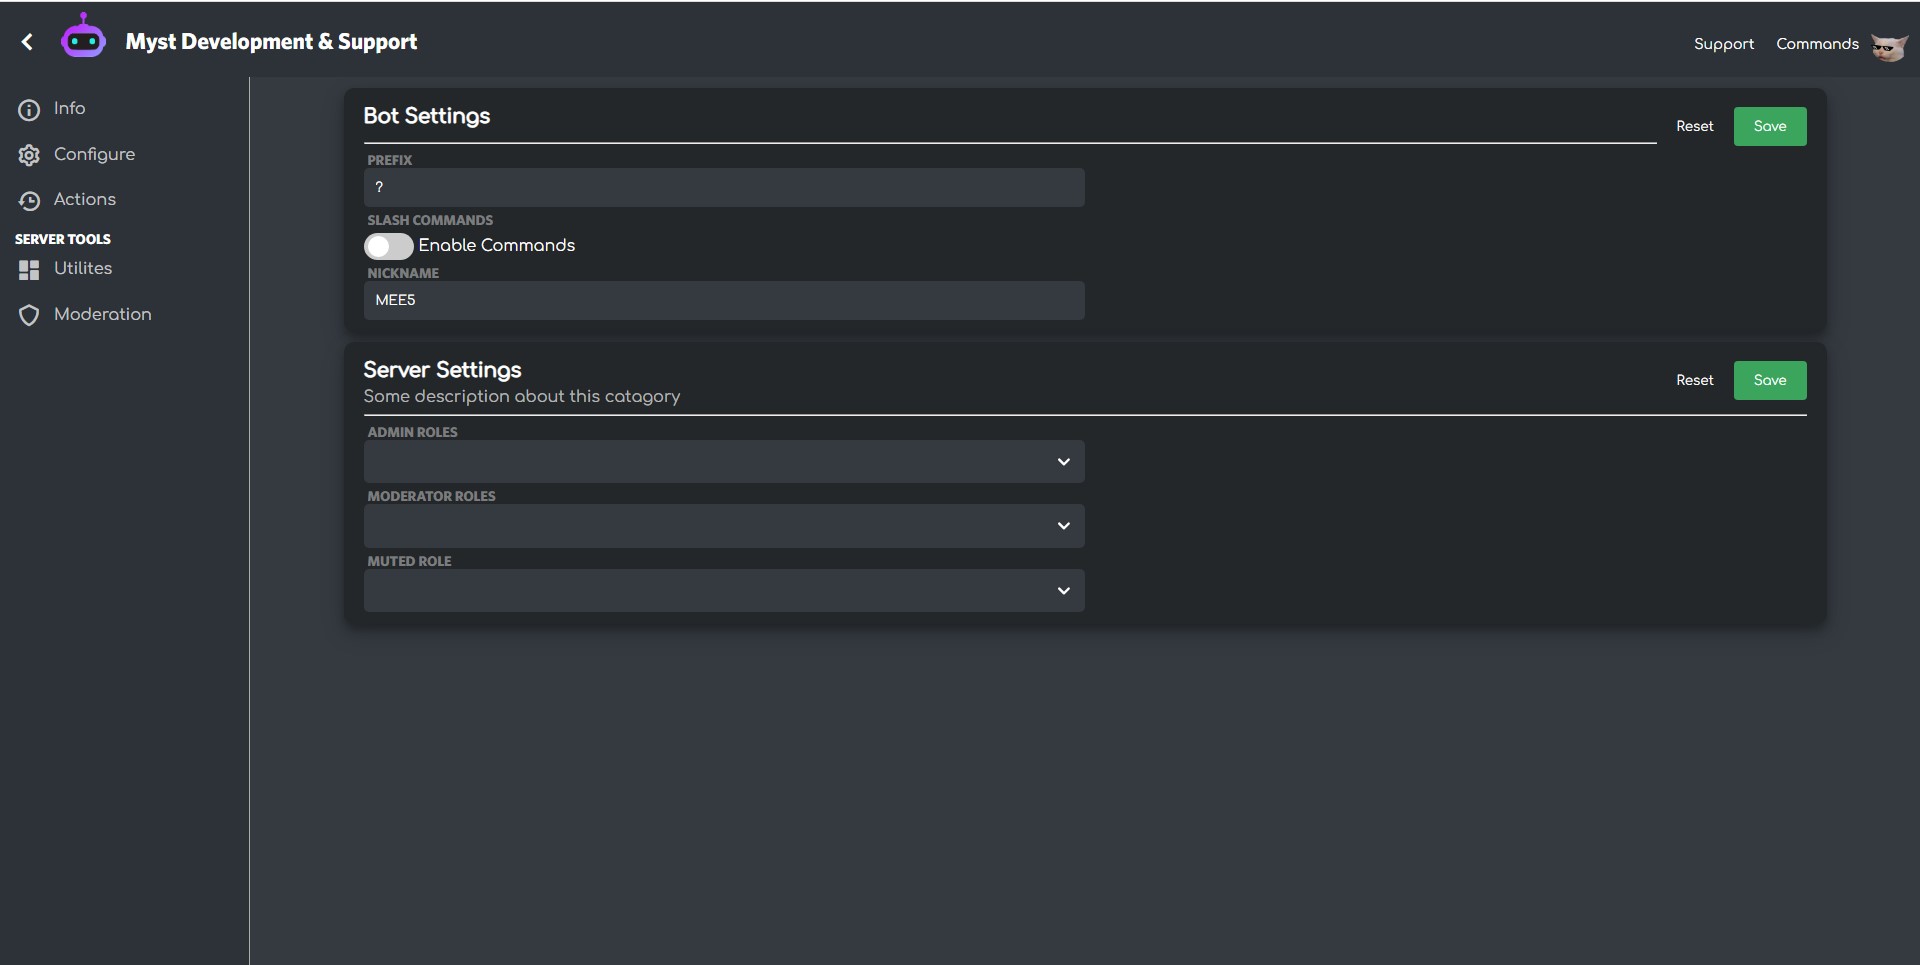 Myst Development & Support
Support
Commands
Info
Configure
Actions
SERVER TOOLS
Utilites
Moderation
Bot Settings
Reset
Save
PREFIX
?
SLASH COMMANDS
Enable Commands
NICKNAME
MEE5
Server Settings
Some description about this catagory
Reset
Save
ADMIN ROLES
MODERATOR ROLES
MUTED ROLE